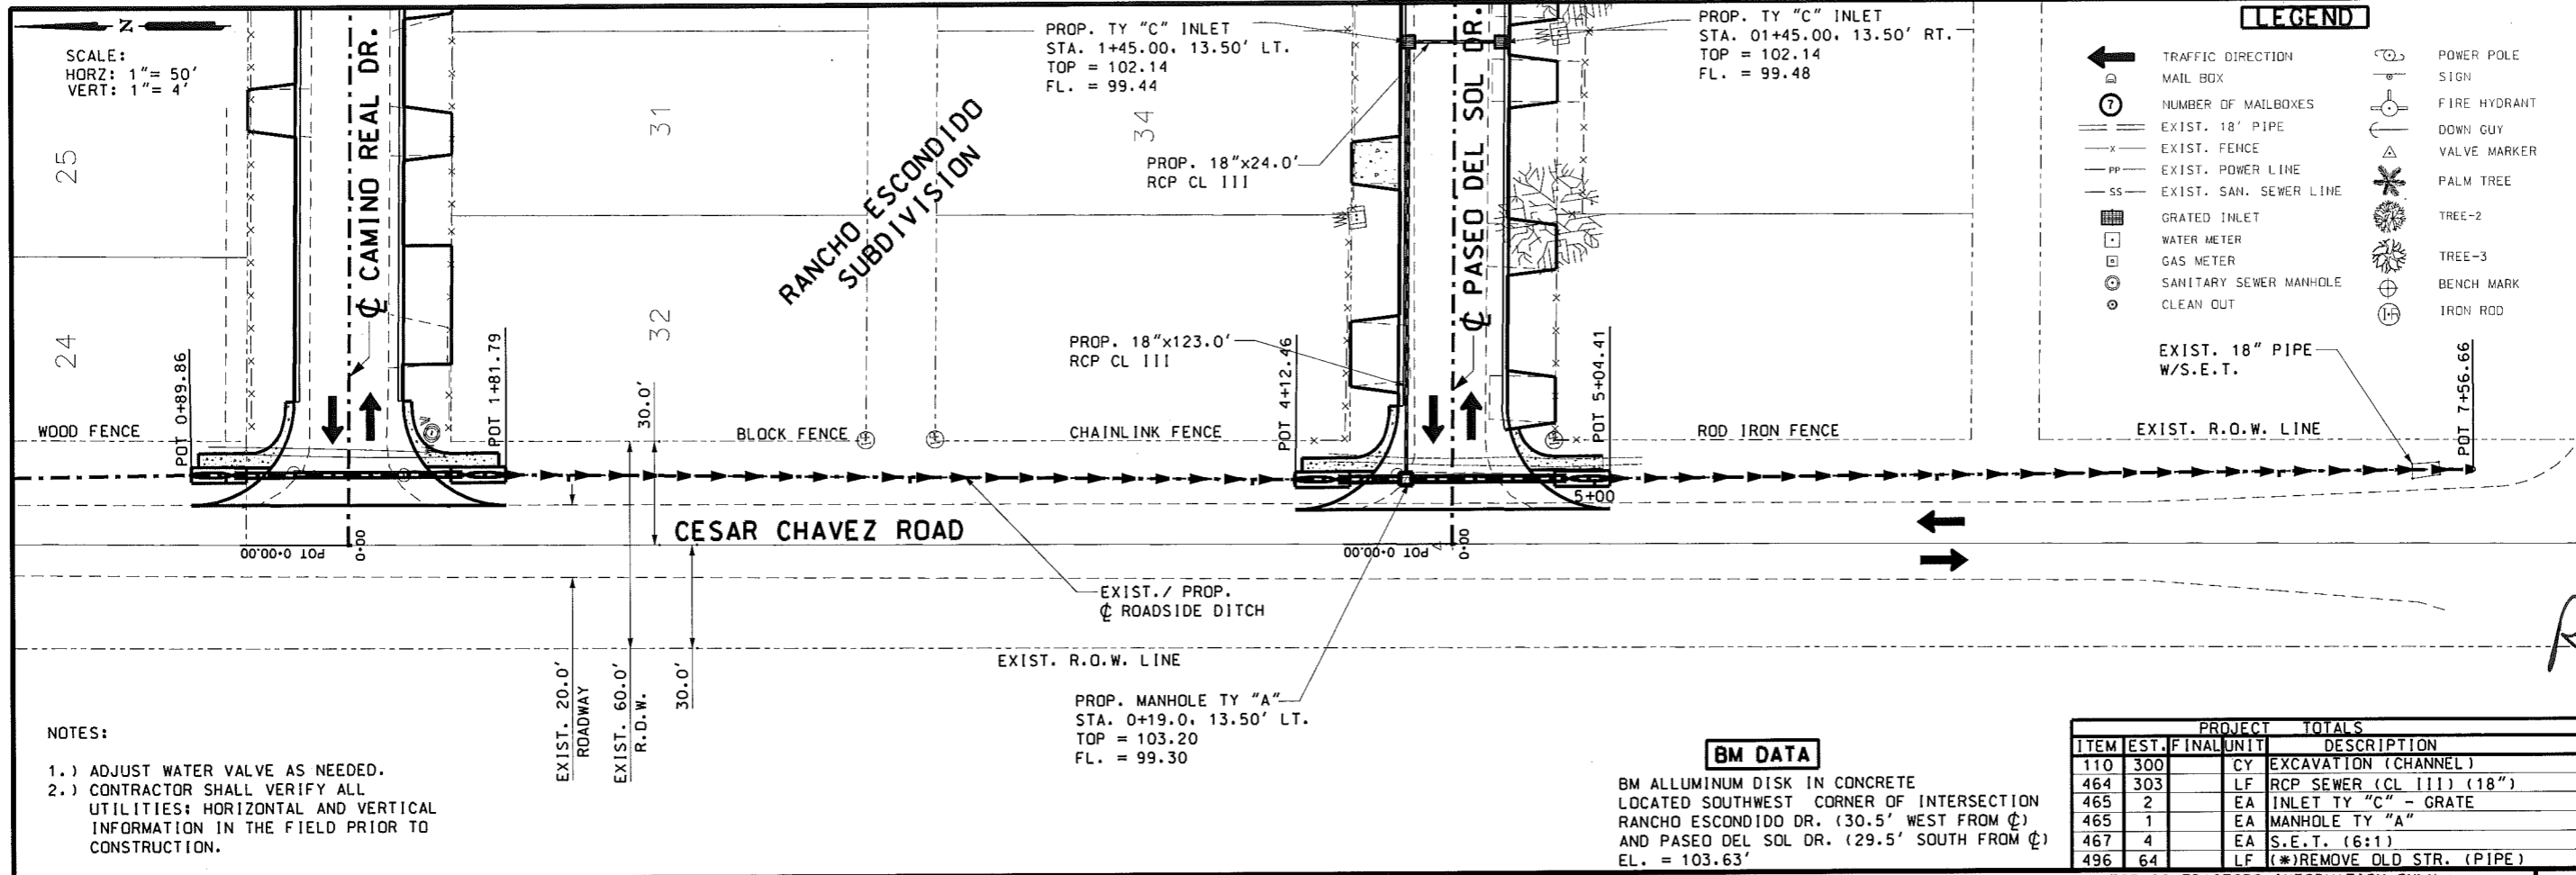 N
SCALE:
HORZ: 1"= 50'
VERT: 1"= 4'
25
24
31
32
34
℄ CAMINO REAL DR.
RANCHO ESCONDIDO
SUBDIVISION
℄ PASEO DEL SOL DR.
PROP. TY "C" INLET
STA. 1+45.00, 13.50' LT.
TOP = 102.14
FL. = 99.44
PROP. TY "C" INLET
STA. 01+45.00, 13.50' RT.
TOP = 102.14
FL. = 99.48
PROP. 18"x24.0'
RCP CL III
PROP. 18"x123.0'
RCP CL III
LEGEND
TRAFFIC DIRECTION
MAIL BOX
7
NUMBER OF MAILBOXES
EXIST. 18' PIPE
X
EXIST. FENCE
PP
EXIST. POWER LINE
SS
EXIST. SAN. SEWER LINE
GRATED INLET
WATER METER
GAS METER
SANITARY SEWER MANHOLE
CLEAN OUT
POWER POLE
SIGN
FIRE HYDRANT
DOWN GUY
VALVE MARKER
PALM TREE
TREE-2
TREE-3
BENCH MARK
IRON ROD
EXIST. 18" PIPE
W/S.E.T.
POT 0+89.86
POT 1+81.79
POT 4+12.46
POT 5+04.41
POT 7+56.66
30.0'
WOOD FENCE
BLOCK FENCE
CHAINLINK FENCE
ROD IRON FENCE
EXIST. R.O.W. LINE
5+00
CESAR CHAVEZ ROAD
POT 0+00.00
0+00
POT 0+00.00
0+00
EXIST./ PROP.
℄ ROADSIDE DITCH
EXIST. R.O.W. LINE
EXIST. 20.0'
ROADWAY
EXIST. 60.0'
R.O.W.
30.0'
PROP. MANHOLE TY "A"
STA. 0+19.0, 13.50' LT.
TOP = 103.20
FL. = 99.30
NOTES:
1.) ADJUST WATER VALVE AS NEEDED.
2.) CONTRACTOR SHALL VERIFY ALL
UTILITIES; HORIZONTAL AND VERTICAL
INFORMATION IN THE FIELD PRIOR TO
CONSTRUCTION.
BM DATA
BM ALLUMINUM DISK IN CONCRETE
LOCATED SOUTHWEST CORNER OF INTERSECTION
RANCHO ESCONDIDO DR. (30.5' WEST FROM ℄)
AND PASEO DEL SOL DR. (29.5' SOUTH FROM ℄)
EL. = 103.63'
PROJECT TOTALS
ITEM EST. FINAL UNIT DESCRIPTION
110 300 CY EXCAVATION (CHANNEL)
464 303 LF RCP SEWER (CL III) (18")
465 2 EA INLET TY "C" - GRATE
465 1 EA MANHOLE TY "A"
467 4 EA S.E.T. (6:1)
496 64 LF (*)REMOVE OLD STR. (PIPE)